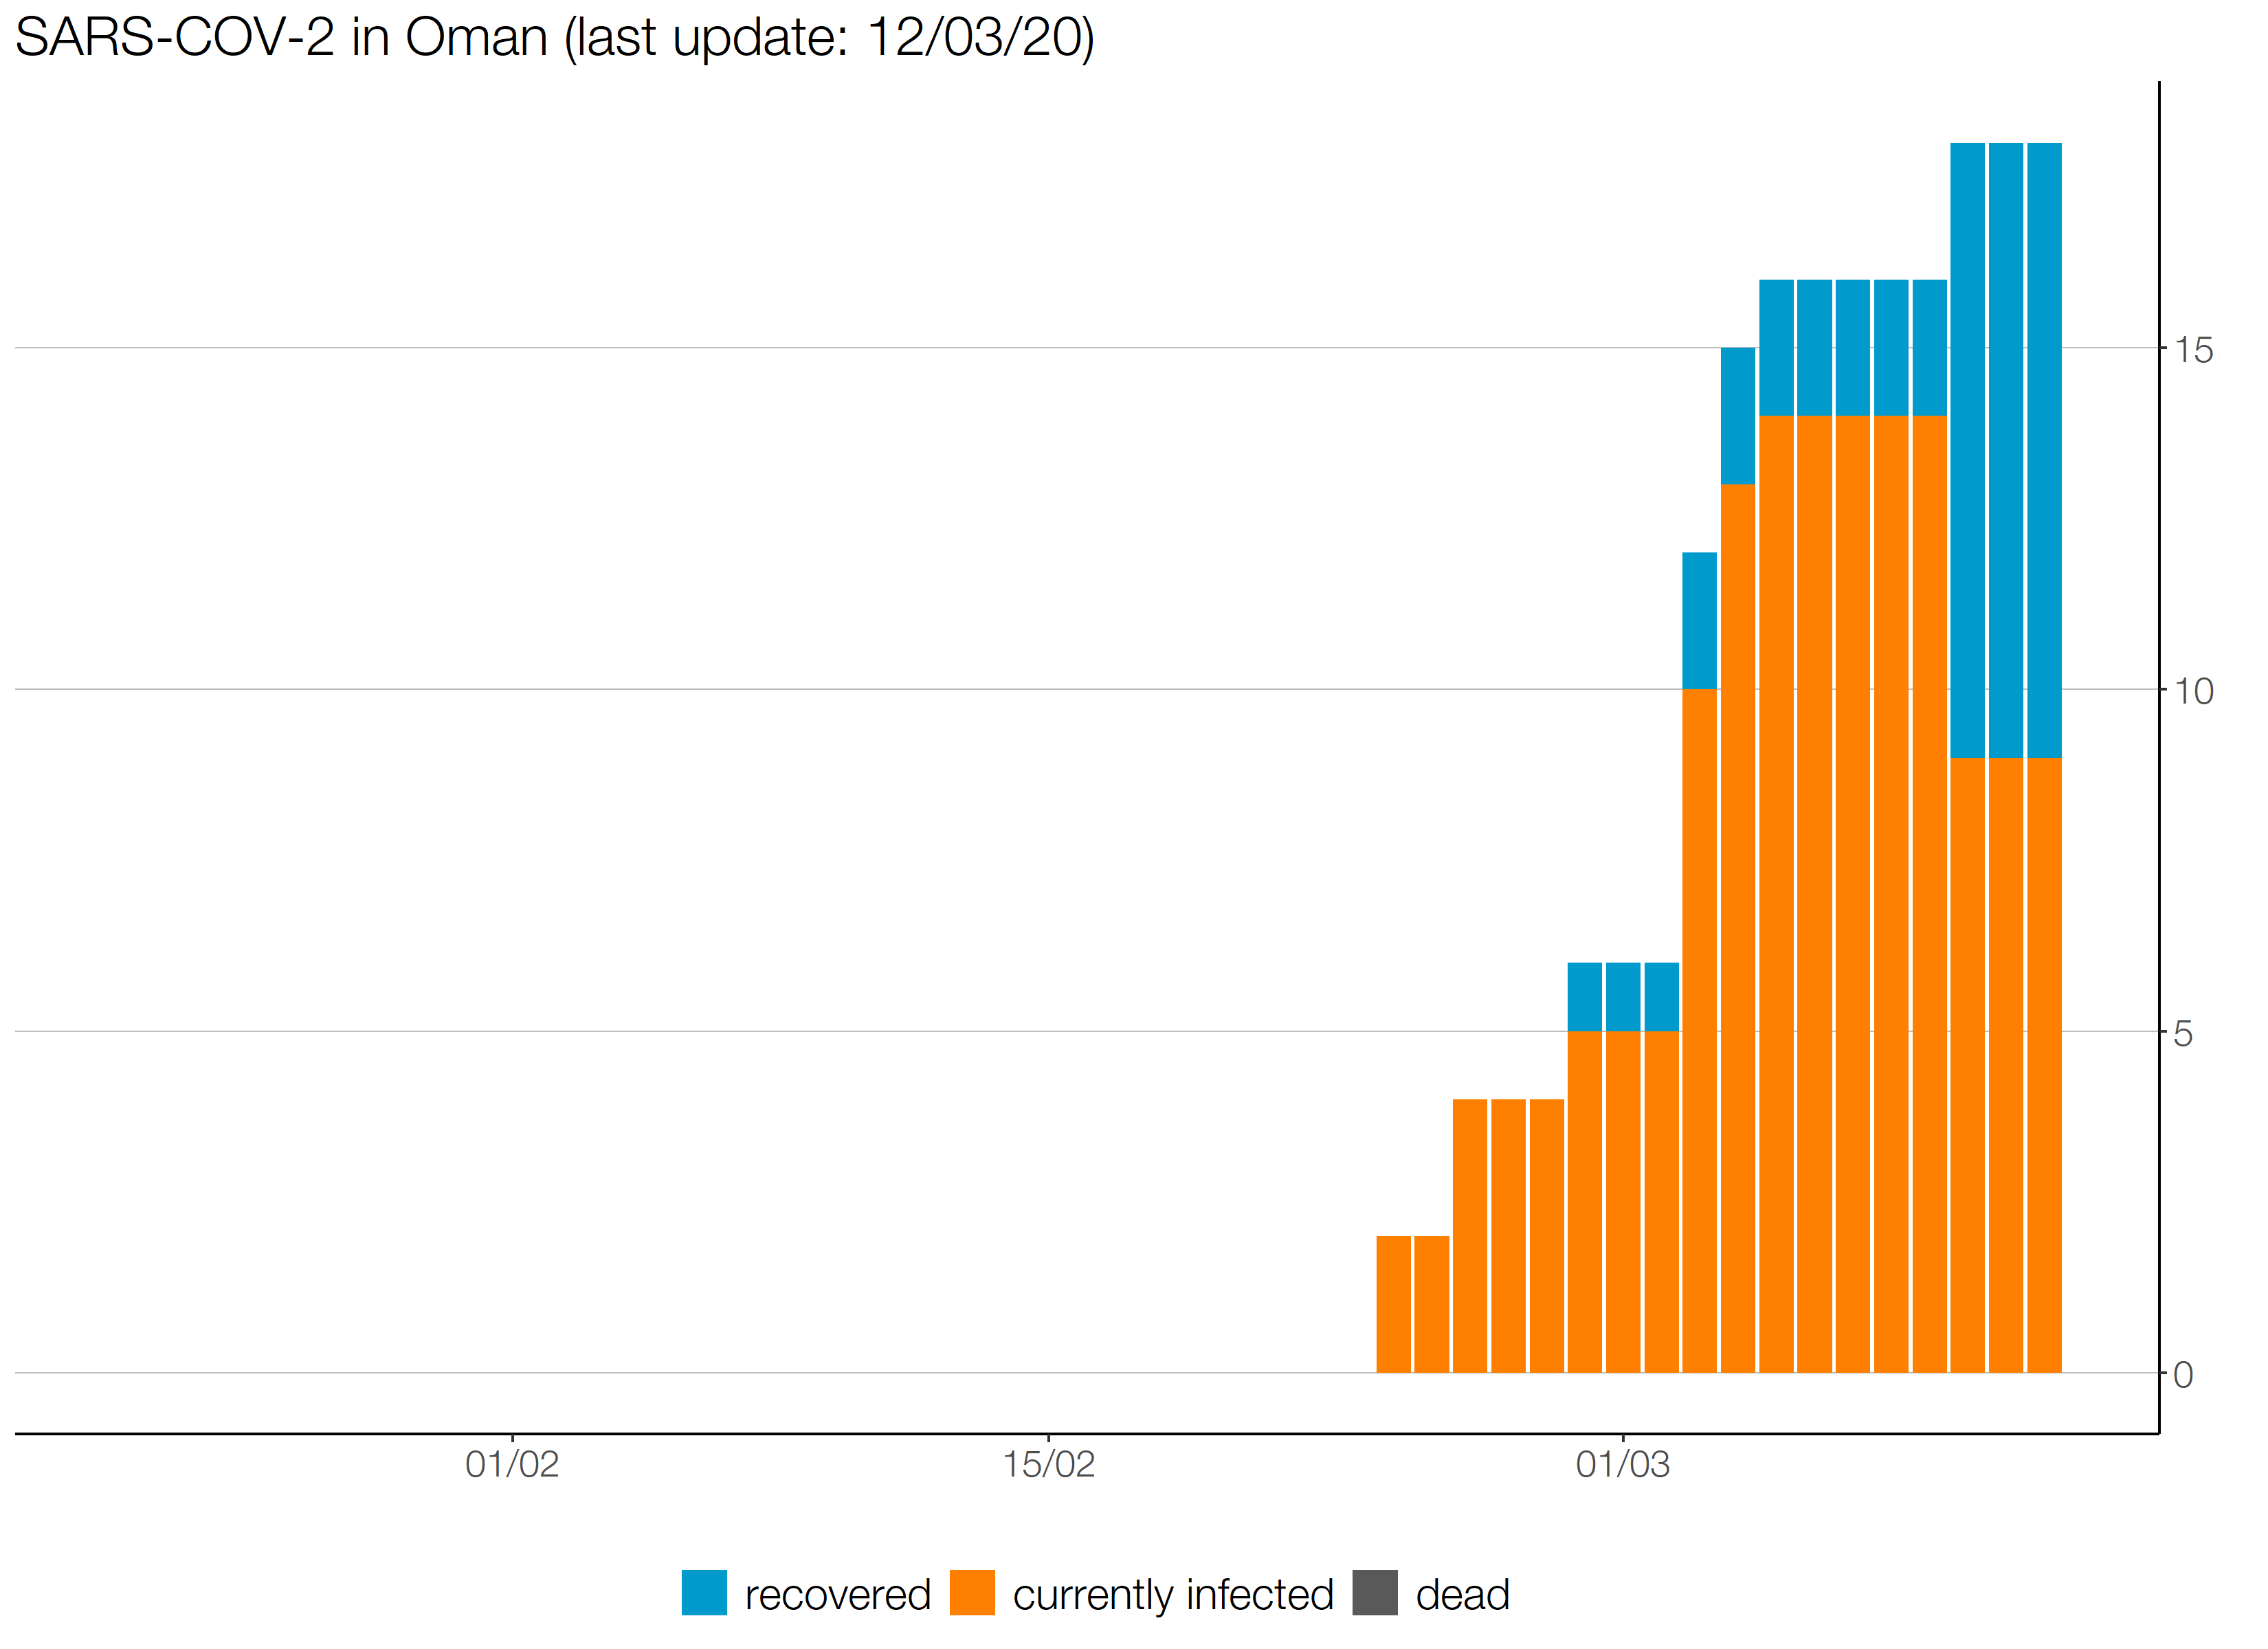 SARS-COV-2 in Oman (last update: 12/03/20)
15
10
5
0
01/02 15/02 01/03
recovered currently infected dead